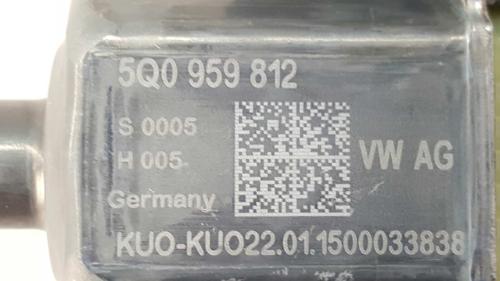 5Q0 959 812
S 0005
H 005
VW AG
Germany
KUO-KUO22.01.1500033838